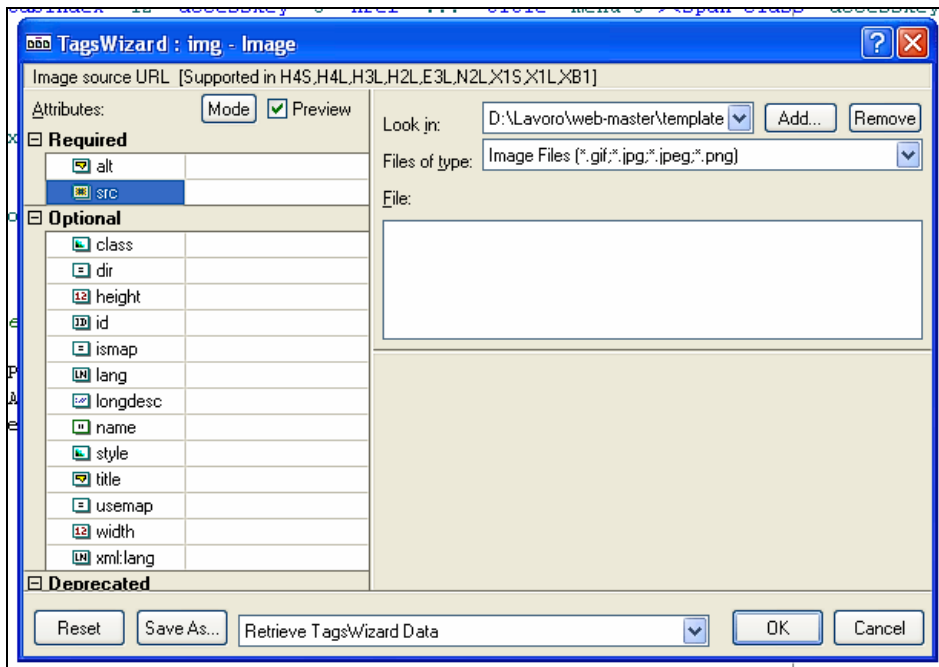 TagsWizard : img - Image
Image source URL [Supported in H4S,H4L,H3L,H2L,E3L,N2L,X1S,X1L,XB1]
Attributes: Mode Preview
Required
alt
src
Optional
class
dir
height
id
ismap
lang
longdesc
name
style
title
usemap
width
xml:lang
Deprecated
Look in: D:\Lavoro\web-master\template Add... Remove
Files of type: Image Files (*.gif;*.jpg;*.jpeg;*.png)
File:
Reset Save As... Retrieve TagsWizard Data OK Cancel